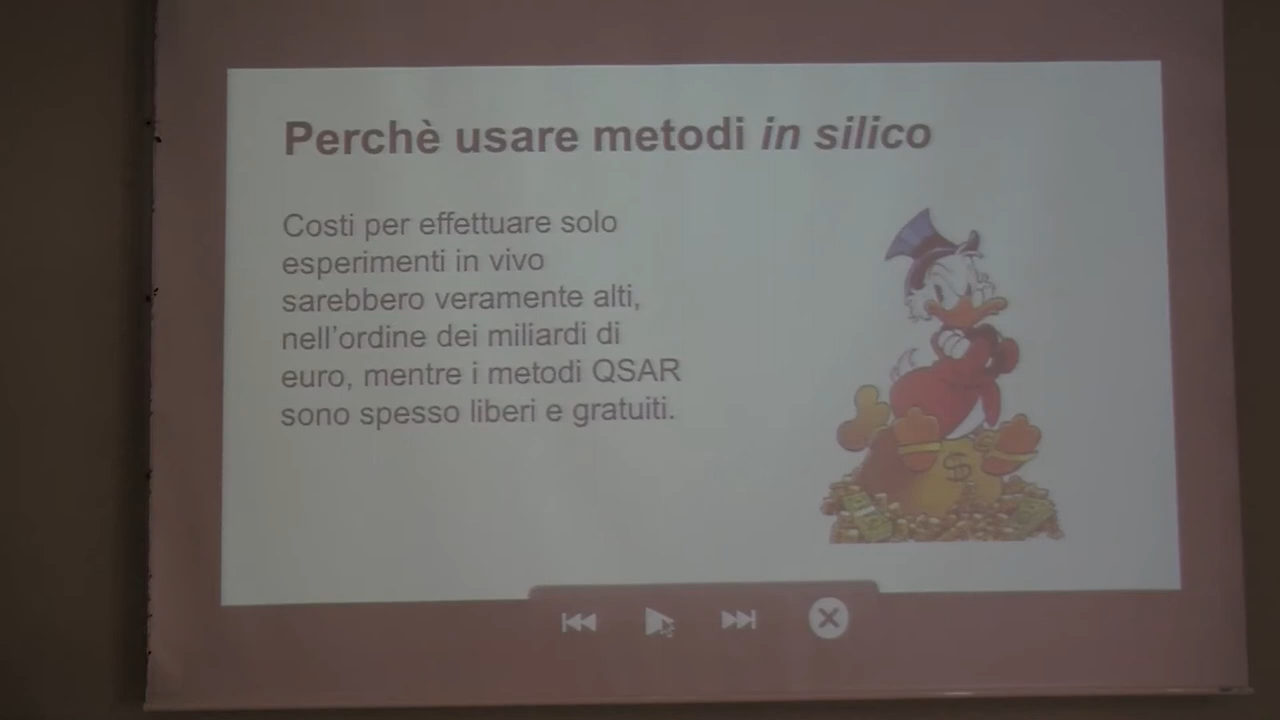 Perchè usare metodi in silico
Costi per effettuare solo
esperimenti in vivo
sarebbero veramente alti,
nell'ordine dei miliardi di
euro, mentre i metodi QSAR
sono spesso liberi e gratuiti.
$